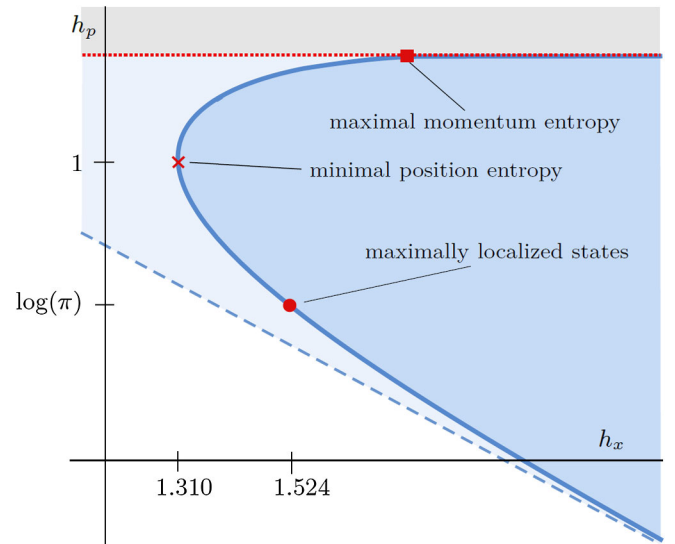 h_p
maximal momentum entropy
1
minimal position entropy
maximally localized states
log(π)
h_x
1.310
1.524